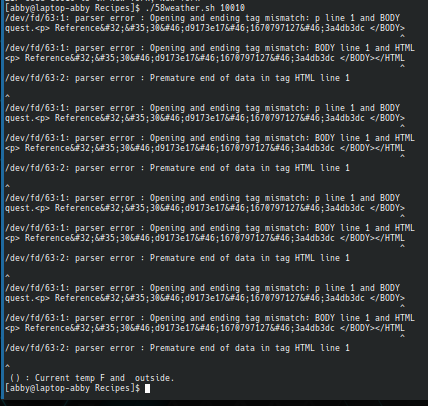 [abby@laptop-abby Recipes]$ ./58weather.sh 10010
/dev/fd/63:1: parser error : Opening and ending tag mismatch: p line 1 and BODY
quest.<p> Reference&#32;&#35;30&#46;d9173e17&#46;1670797127&#46;3a4db3dc </BODY>
^
/dev/fd/63:1: parser error : Opening and ending tag mismatch: BODY line 1 and HTML
<p> Reference&#32;&#35;30&#46;d9173e17&#46;1670797127&#46;3a4db3dc </BODY></HTML
^
/dev/fd/63:2: parser error : Premature end of data in tag HTML line 1
^
/dev/fd/63:1: parser error : Opening and ending tag mismatch: p line 1 and BODY
quest.<p> Reference&#32;&#35;30&#46;d9173e17&#46;1670797127&#46;3a4db3dc </BODY>
^
/dev/fd/63:1: parser error : Opening and ending tag mismatch: BODY line 1 and HTML
<p> Reference&#32;&#35;30&#46;d9173e17&#46;1670797127&#46;3a4db3dc </BODY></HTML
^
/dev/fd/63:2: parser error : Premature end of data in tag HTML line 1
^
/dev/fd/63:1: parser error : Opening and ending tag mismatch: p line 1 and BODY
quest.<p> Reference&#32;&#35;30&#46;d9173e17&#46;1670797127&#46;3a4db3dc </BODY>
^
/dev/fd/63:1: parser error : Opening and ending tag mismatch: BODY line 1 and HTML
<p> Reference&#32;&#35;30&#46;d9173e17&#46;1670797127&#46;3a4db3dc </BODY></HTML
^
/dev/fd/63:2: parser error : Premature end of data in tag HTML line 1
^
/dev/fd/63:1: parser error : Opening and ending tag mismatch: p line 1 and BODY
quest.<p> Reference&#32;&#35;30&#46;d9173e17&#46;1670797127&#46;3a4db3dc </BODY>
^
/dev/fd/63:1: parser error : Opening and ending tag mismatch: BODY line 1 and HTML
<p> Reference&#32;&#35;30&#46;d9173e17&#46;1670797127&#46;3a4db3dc </BODY></HTML
^
/dev/fd/63:2: parser error : Premature end of data in tag HTML line 1
^
() : Current temp F and  outside.
[abby@laptop-abby Recipes]$